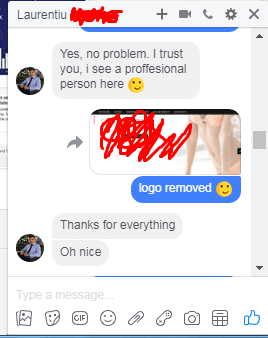 Laurentiu
Yes, no problem. I trust
you, i see a proffesional
person here 🙂
logo removed 🙂
Thanks for everything
Oh nice
Type a message...
GIF